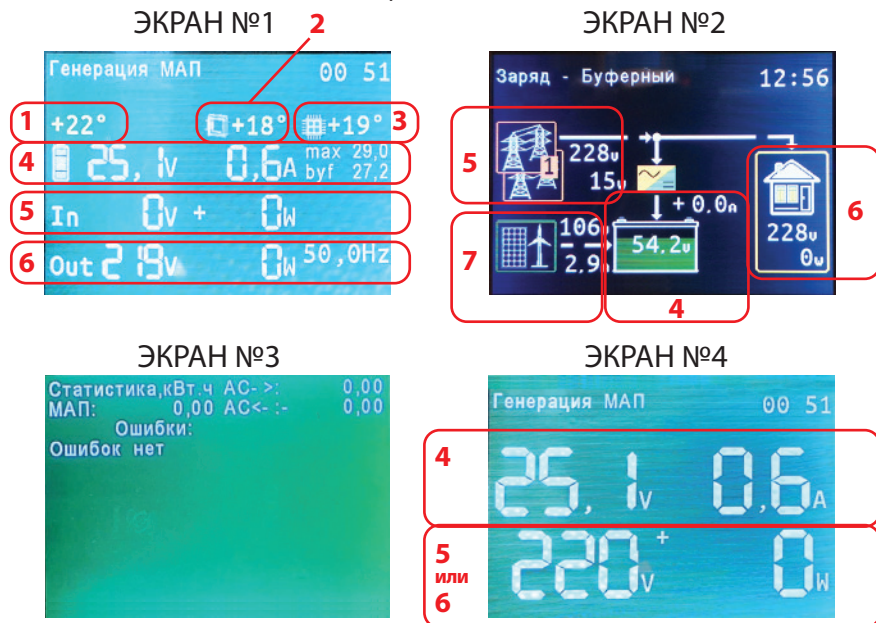 ЭКРАН №1
2
ЭКРАН №2
Генерация МАП 00 51
1 +22° +18° +19° 3
4 25,1v 0,6A max 29,0
byf 27,2
5 In 0v + 0w
6 Out 219v 0w 50,0Hz
Заряд - Буферный 12:56
5
1
228v
15v
+ 0.0A
6
228v
0v
7
106
2.9
54.2v
4
ЭКРАН №3
ЭКРАН №4
Статистика,кВт.ч AC->: 0,00
МАП: 0,00 AC<-:- 0,00
Ошибки:
Ошибок нет
Генерация МАП 00 51
4 25,1v 0,6A
5
или
6
220v + 0w